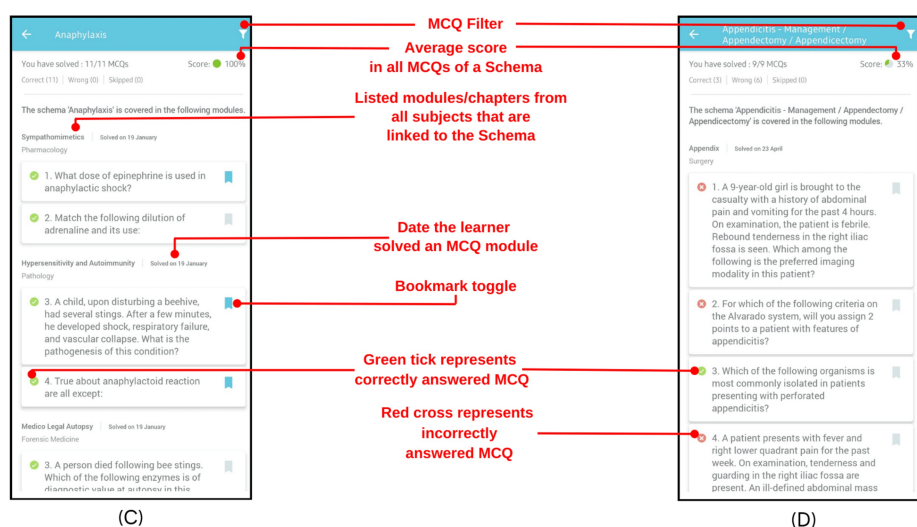 Anaphylaxis
You have solved : 11/11 MCQs
Score: 100%
Correct (11) | Wrong (0) | Skipped (0)
The schema 'Anaphylaxis' is covered in the following modules.
Sympathomimetics | Solved on 19 January
Pharmacology
1. What dose of epinephrine is used in
anaphylactic shock?
2. Match the following dilution of
adrenaline and its use:
Hypersensitivity and Autoimmunity | Solved on 19 January
Pathology
3. A child, upon disturbing a beehive,
had several stings. After a few minutes,
he developed shock, respiratory failure,
and vascular collapse. What is the
pathogenesis of this condition?
4. True about anaphylactoid reaction
are all except:
Medico Legal Autopsy | Solved on 19 January
Forensic Medicine
3. A person died following bee stings.
Which of the following enzymes is of
diagnostic value at autopsy in this
(C)
MCQ Filter
Average score
in all MCQs of a Schema
Listed modules/chapters from
all subjects that are
linked to the Schema
Date the learner
solved an MCQ module
Bookmark toggle
Green tick represents
correctly answered MCQ
Red cross represents
incorrectly
answered MCQ
Appendicitis - Management /
Appendectomy / Appendicectomy
You have solved : 9/9 MCQs
Score: 33%
Correct (3) | Wrong (6) | Skipped (0)
The schema 'Appendicitis - Management / Appendectomy /
Appendicectomy' is covered in the following modules.
Appendix | Solved on 23 April
Surgery
1. A 9-year-old girl is brought to the
casualty with a history of abdominal
pain and vomiting for the past 4 hours.
On examination, the patient is febrile.
Rebound tenderness in the right iliac
fossa is seen. Which among the
following is the preferred imaging
modality in this patient?
2. For which of the following criteria on
the Alvarado system, will you assign 2
points to a patient with features of
appendicitis?
3. Which of the following organisms is
most commonly isolated in patients
presenting with perforated
appendicitis?
4. A patient presents with fever and
right lower quadrant pain for the past
week. On examination, tenderness and
guarding in the right iliac fossa are
present. An ill-defined abdominal mass
(D)